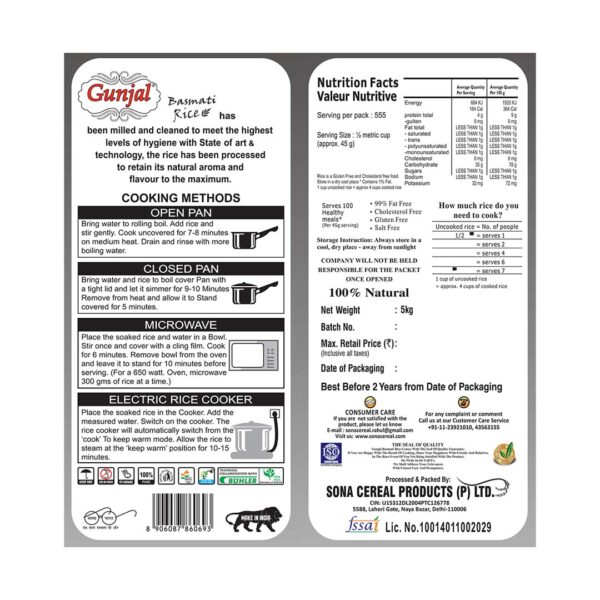 Gunjal
Basmati
Rice has
been milled and cleaned to meet the highest
levels of hygiene with State of art &
technology, the rice has been processed
to retain its natural aroma and
flavour to the maximum.
COOKING METHODS
OPEN PAN
Bring water to rolling boil. Add rice and
stir gently. Cook uncovered for 7-8 minutes
on medium heat. Drain and rinse with more
boiling water.
CLOSED PAN
Bring water and rice to boil cover Pan with
a tight lid and let it simmer for 9-10 Minutes
Remove from heat and allow it to Stand
covered for 5 minutes.
MICROWAVE
Place the soaked rice and water in a Bowl.
Stir once and cover with a cling film. Cook
for 6 minutes. Remove bowl from the oven
and leave it to stand for 10 minutes before
serving. (For a 650 watt. Oven, microwave
300 gms of rice at a time.)
ELECTRIC RICE COOKER
Place the soaked rice in the Cooker. Add the
measured water. Switch on the cooker. The
rice cooker will automatically switch from the
'cook' To keep warm mode. Allow the rice to
steam at the 'keep warm' position for 10-15
minutes.
100%
TECHNICAL
COLLABORATION WITH
BÜHLER
8 906087 860693
MAKE IN INDIA
Nutrition Facts
Valeur Nutritive
Serving per pack : 555
Serving Size : ½ metric cup
(approx. 45 g)
Average Quantity Per Serving
Average Quantity Per 100 g
Energy 684 KJ 1520 KJ
164 Cal 364 Cal
protein total 4 g 9 g
-gulten 0 mg 0 mg
Fat total LESS THAN 1g LESS THAN 1g
- saturated LESS THAN 1g LESS THAN 1g
- trans LESS THAN 1g LESS THAN 1g
- polyunsaturated LESS THAN 1g LESS THAN 1g
-monounsaturated LESS THAN 1g LESS THAN 1g
Cholesterol 0 mg 0 mg
Carbohydrate 35 g 78 g
Sugars LESS THAN 1g LESS THAN 1g
Sodium LESS THAN 1g LESS THAN 1g
Potassium 32 mg 72 mg
Rice is a Gluten Free and Cholesterol free food.
Store in a dry cool place * Contains 1% Fat.
1 cup unsoaked rice = approx 4 cups cooked rice
Serves 100
Healthy
meals*
(Per 45g serving)
• 99% Fat Free
• Cholesterol Free
• Gluten Free
• Salt Free
Storage Instruction: Always store in a
cool, dry place - away from sunlight
COMPANY WILL NOT BE HELD
RESPONSIBLE FOR THE PACKET
ONCE OPENED
100% Natural
How much rice do you
need to cook?
Uncooked rice = No. of people
1/2 = serves 1
= serves 2
= serves 4
= serves 6
= serves 7
1 cup of uncooked rice
= approx. 4 cups of cooked rice
Net Weight : 5kg
Batch No. :
Max. Retail Price (₹):
(Inclusive all taxes)
Date of Packaging :
Best Before 2 Years from Date of Packaging
CONSUMER CARE
If you are not satisfied with the
product, please let us know
E-mail: sonacereal.rahul@gmail.com
Visit us: www.sonacereal.com
For any complaint or comment
Call us at our Customer Care Service
+91-11-23921010, 43563155
ISO
THE SEAL OF QUALITY
Processed & Packed By:
SONA CEREAL PRODUCTS (P) LTD.
CIN: U15312DL2004PTC126778
5588, Lahori Gate, Naya Bazar, Delhi-110006
fssai Lic. No.10014011002029